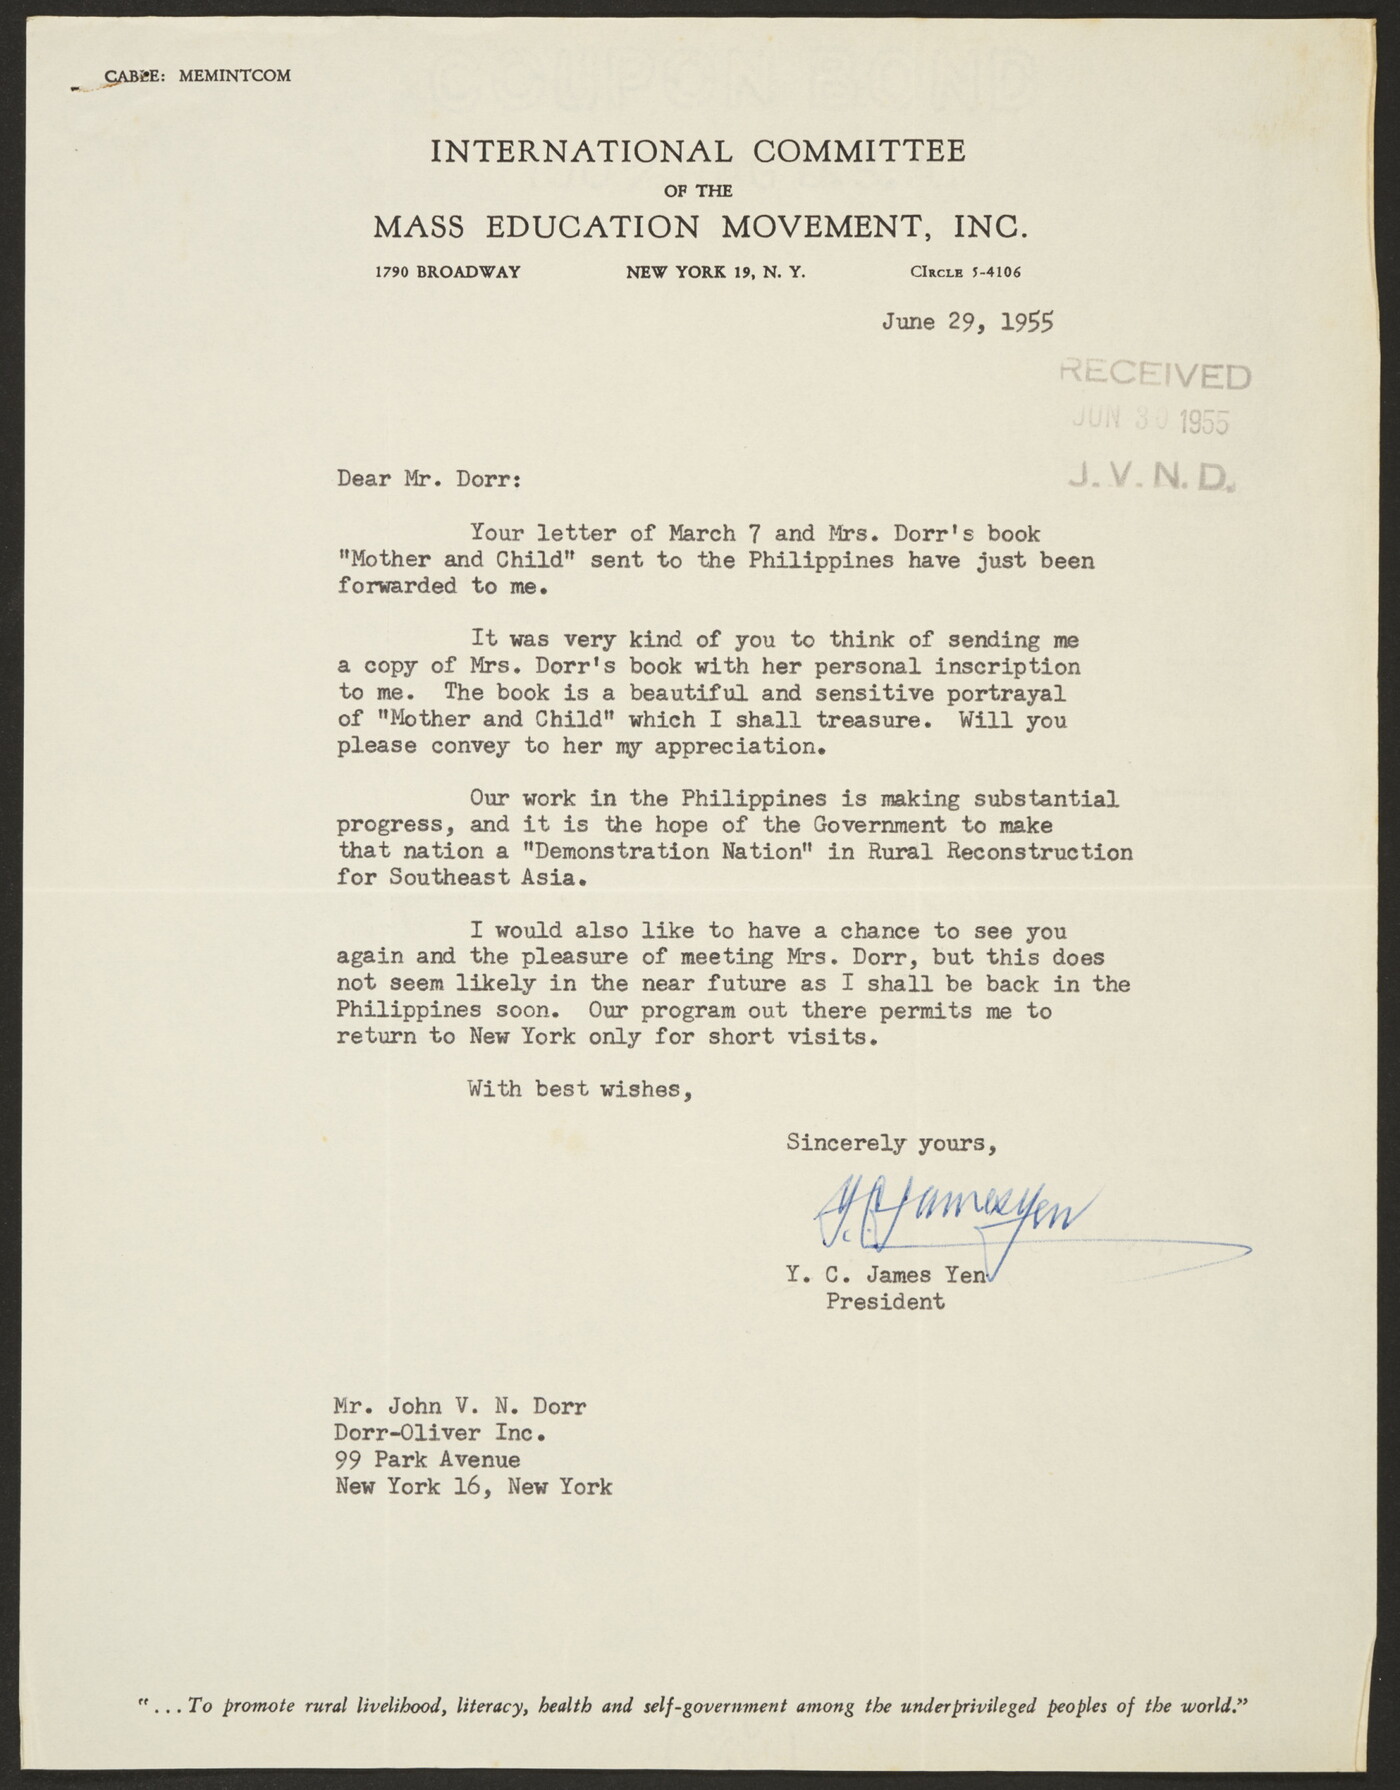 CABLE: MEMINTCOM
INTERNATIONAL COMMITTEE
OF THE
MASS EDUCATION MOVEMENT, INC.
1790 BROADWAY NEW YORK 19, N. Y. CIRCLE 5-4106
June 29, 1955
RECEIVED
JUN 30 1955
J. V. N. D.
Dear Mr. Dorr:
Your letter of March 7 and Mrs. Dorr's book
"Mother and Child" sent to the Philippines have just been
forwarded to me.
It was very kind of you to think of sending me
a copy of Mrs. Dorr's book with her personal inscription
to me. The book is a beautiful and sensitive portrayal
of "Mother and Child" which I shall treasure. Will you
please convey to her my appreciation.
Our work in the Philippines is making substantial
progress, and it is the hope of the Government to make
that nation a "Demonstration Nation" in Rural Reconstruction
for Southeast Asia.
I would also like to have a chance to see you
again and the pleasure of meeting Mrs. Dorr, but this does
not seem likely in the near future as I shall be back in the
Philippines soon. Our program out there permits me to
return to New York only for short visits.
With best wishes,
Sincerely yours,
Y. C. James Yen
Y. C. James Yen
President
Mr. John V. N. Dorr
Dorr-Oliver Inc.
99 Park Avenue
New York 16, New York
"...To promote rural livelihood, literacy, health and self-government among the underprivileged peoples of the world."